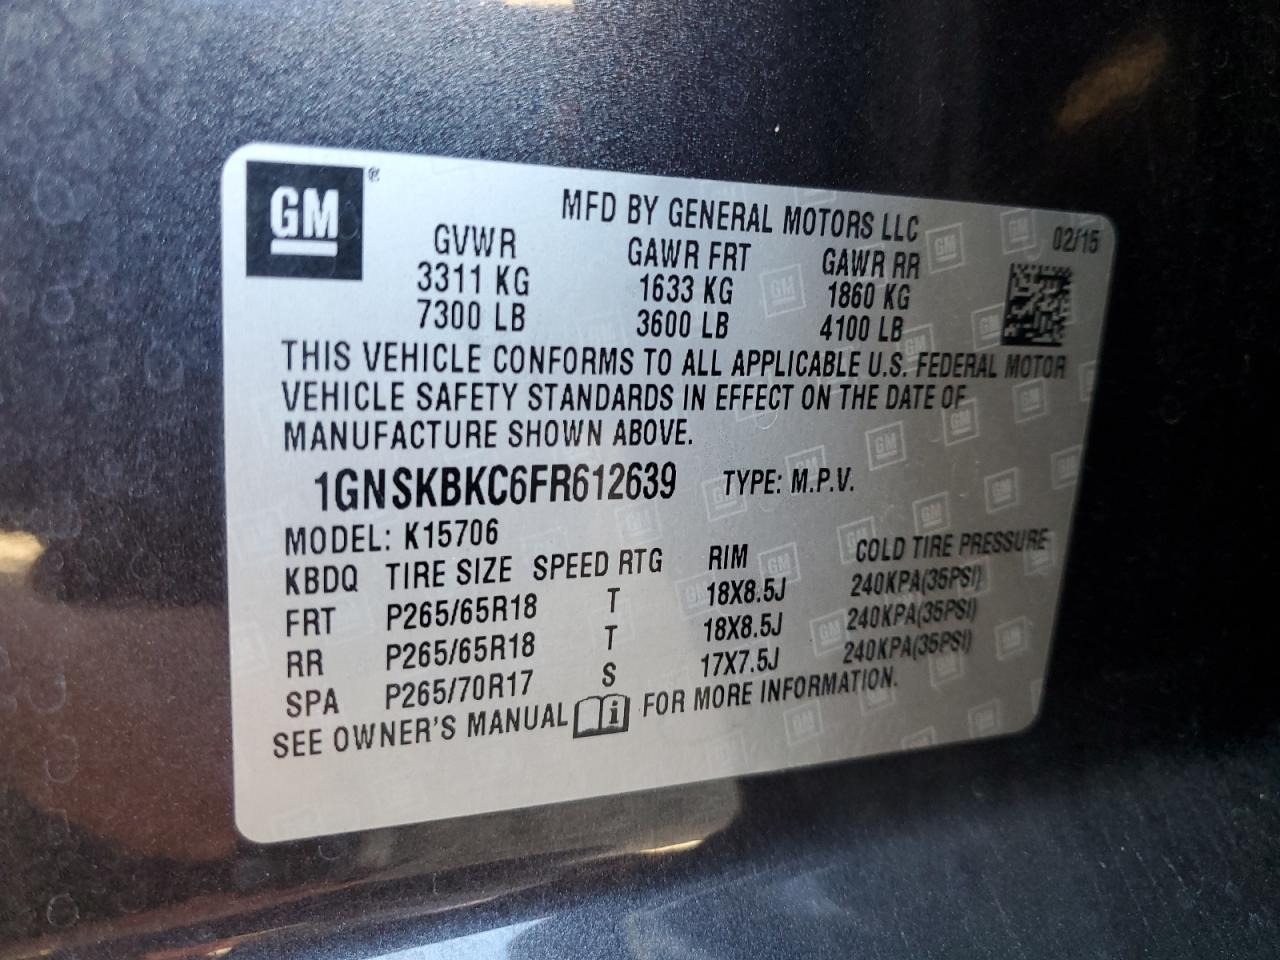 GM ®
MFD BY GENERAL MOTORS LLC
02/15
GVWR GAWR FRT GAWR RR
3311 KG 1633 KG 1860 KG
7300 LB 3600 LB 4100 LB
THIS VEHICLE CONFORMS TO ALL APPLICABLE U.S. FEDERAL MOTOR
VEHICLE SAFETY STANDARDS IN EFFECT ON THE DATE OF
MANUFACTURE SHOWN ABOVE.
1GNSKBKC6FR612639 TYPE: M.P.V.
MODEL: K15706
KBDQ TIRE SIZE SPEED RTG RIM COLD TIRE PRESSURE
FRT P265/65R18 T 18X8.5J 240KPA(35PSI)
RR P265/65R18 T 18X8.5J 240KPA(35PSI)
SPA P265/70R17 S 17X7.5J 240KPA(35PSI)
SEE OWNER'S MANUAL i FOR MORE INFORMATION.